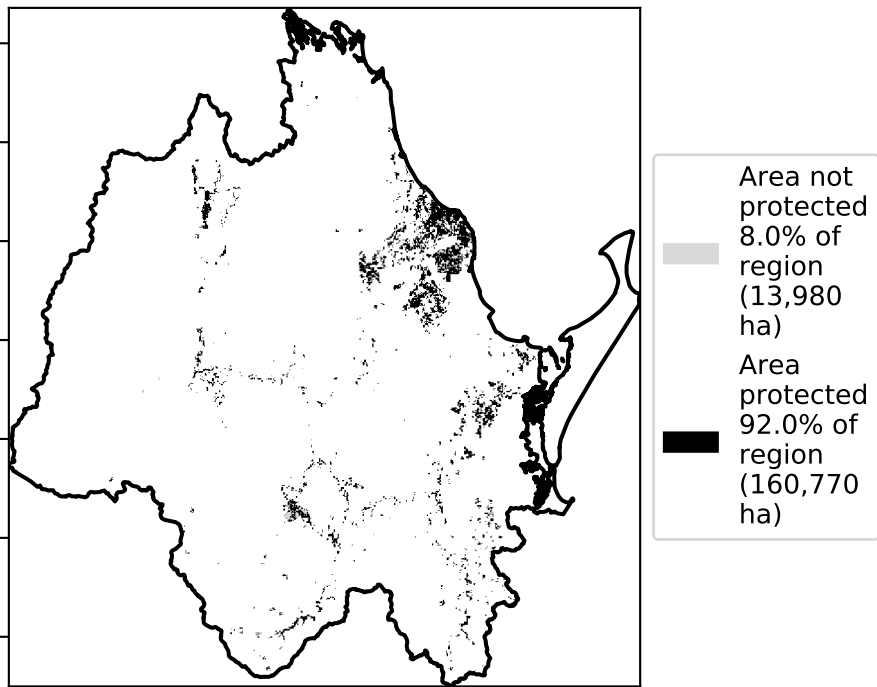 Area not
protected
8.0% of
region
(13,980
ha)
Area
protected
92.0% of
region
(160,770
ha)